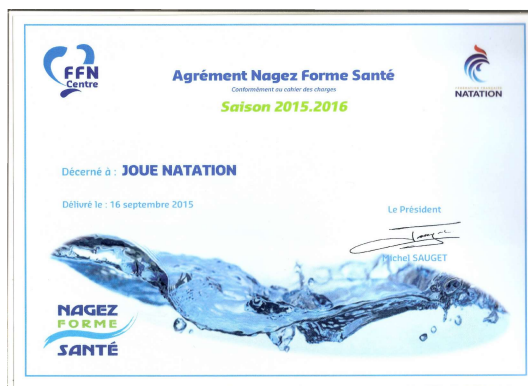 FFN
Centre
Agrément Nagez Forme Santé
Conformément au cahier des charges
Saison 2015.2016
NATATION
Décerné à : JOUE NATATION
Délivré le : 16 septembre 2015
Le Président
Michel SAUGET
NAGEZ
FORME
SANTÉ